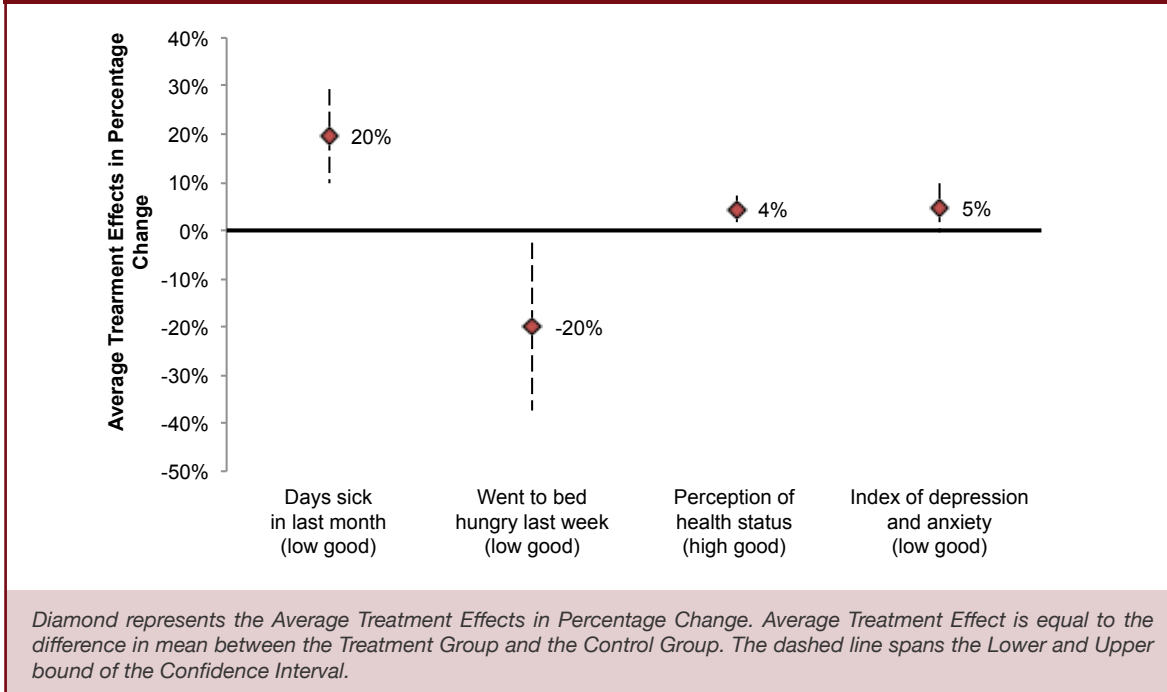 Average Trearment Effects in Percentage
Change
40%
30%
20%
10%
0%
-10%
-20%
-30%
-40%
-50%
20%
-20%
4%
5%
Days sick
in last month
(low good)
Went to bed
hungry last week
(low good)
Perception of
health status
(high good)
Index of depression
and anxiety
(low good)
Diamond represents the Average Treatment Effects in Percentage Change. Average Treatment Effect is equal to the
difference in mean between the Treatment Group and the Control Group. The dashed line spans the Lower and Upper
bound of the Confidence Interval.